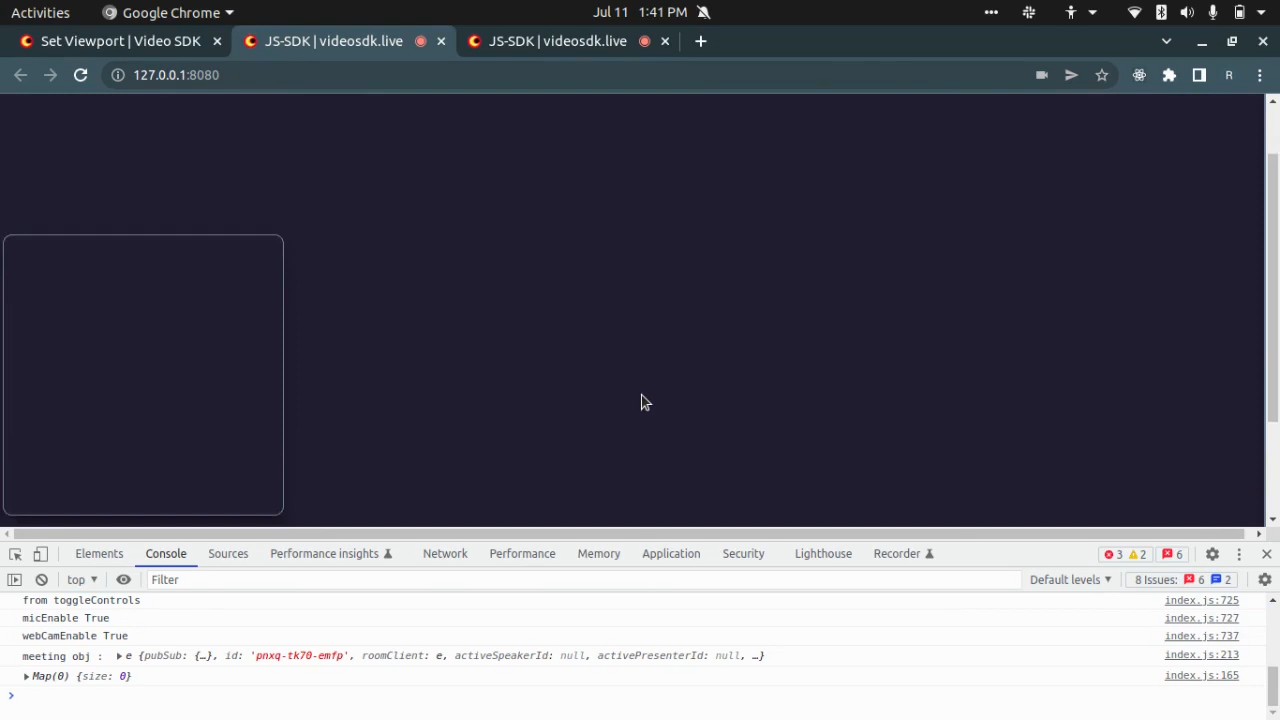 Activities Google Chrome Jul 11 1:41 PM
Set Viewport | Video SDK JS-SDK | videosdk.live JS-SDK | videosdk.live
127.0.0.1:8080 R
Elements Console Sources Performance insights Network Performance Memory Application Security Lighthouse Recorder 3 2 6
top Filter Default levels 8 Issues: 6 2
from toggleControls index.js:725
micEnable True index.js:727
webCamEnable True index.js:737
meeting obj : e {pubSub: {…}, id: 'pnxq-tk70-emfp', roomClient: e, activeSpeakerId: null, activePresenterId: null, …} index.js:213
Map(0) {size: 0} index.js:165